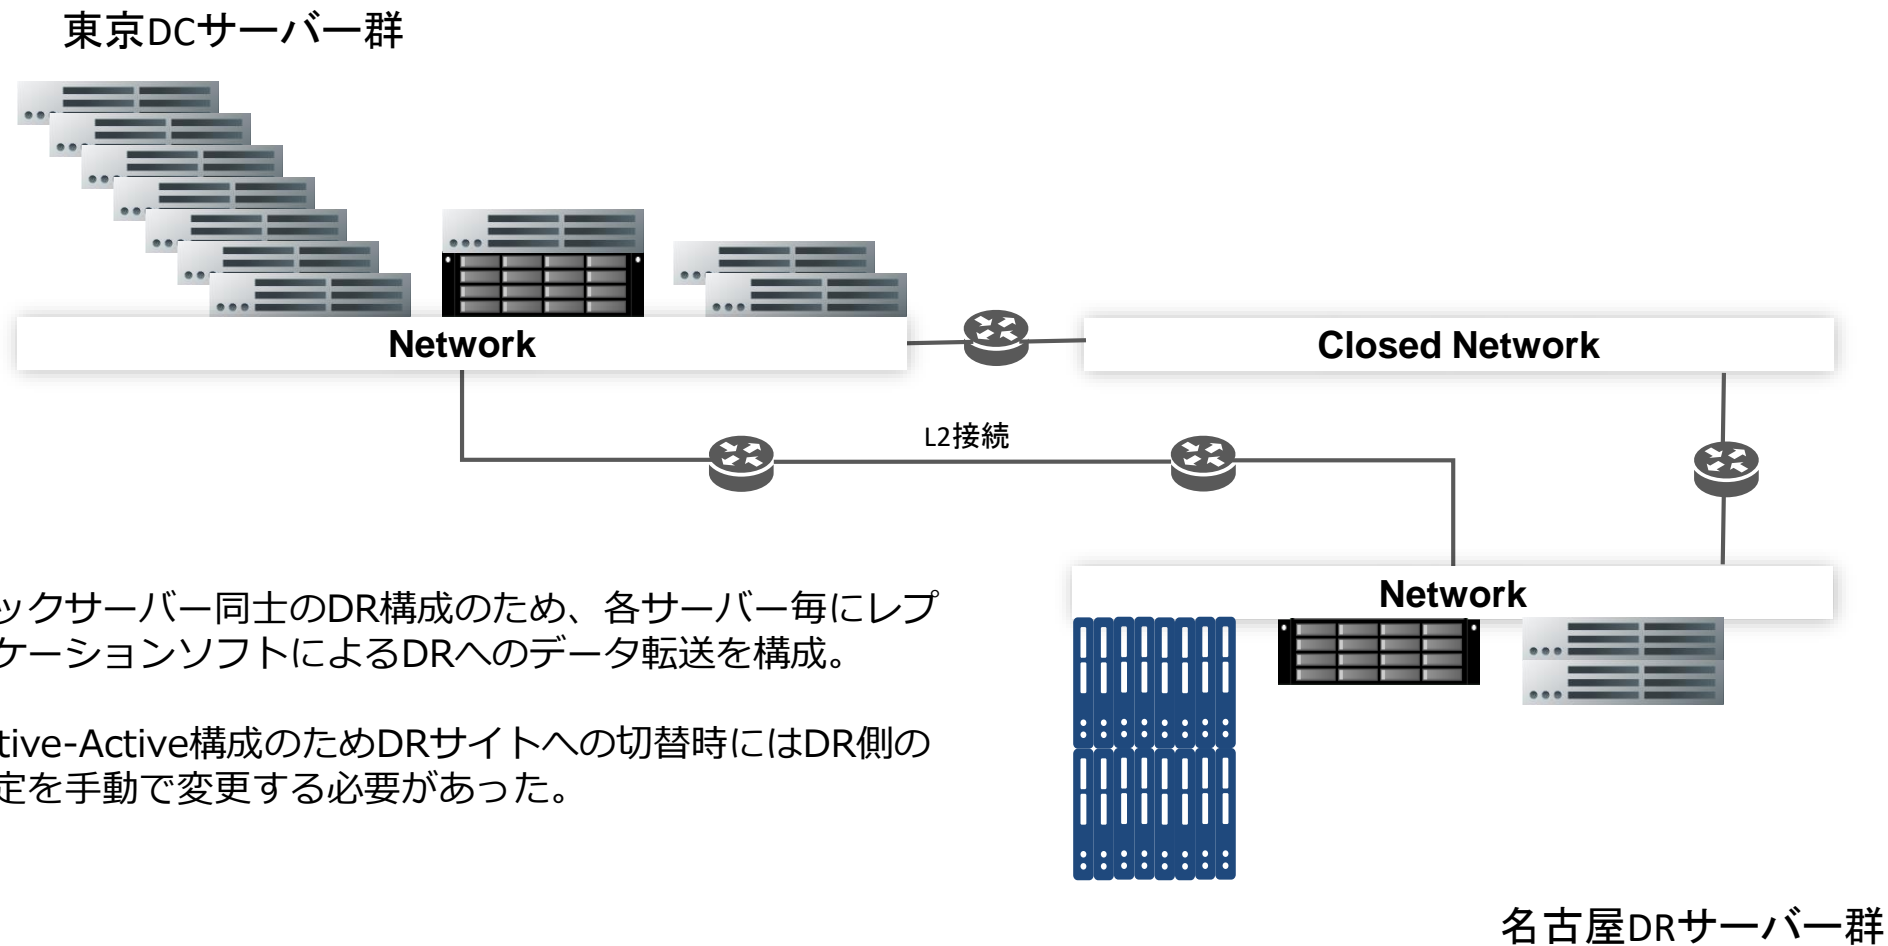 東京DCサーバー群
Network
Closed Network
L2接続
ックサーバー同士のDR構成のため、各サーバー毎にレプ
ケーションソフトによるDRへのデータ転送を構成。
Network
tive-Active構成のためDRサイトへの切替時にはDR側の
定を手動で変更する必要があった。
名古屋DRサーバー群